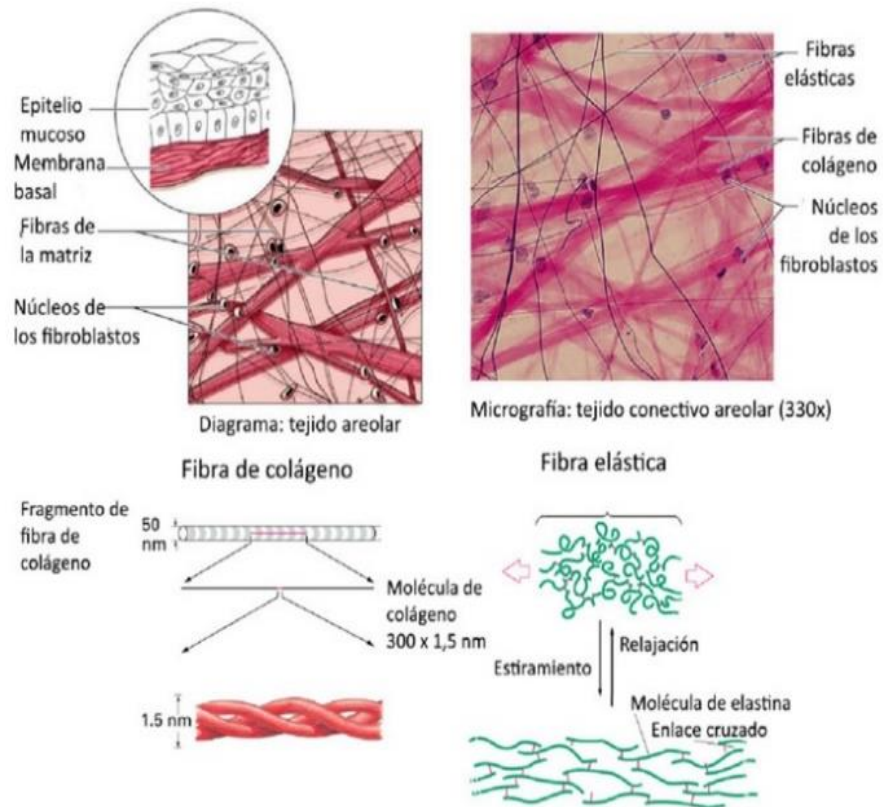 Epitelio
mucoso
Membrana
basal
Fibras de
la matriz
Núcleos de
los fibroblastos
Diagrama: tejido areolar
Fibras
elásticas
Fibras de
colágeno
Núcleos
de los
fibroblastos
Micrografía: tejido conectivo areolar (330x)
Fibra de colágeno
Fragmento de
fibra de
colágeno
50
nm
Molécula de
colágeno
300 x 1,5 nm
1.5 nm
Fibra elástica
Estiramiento
Relajación
Molécula de elastina
Enlace cruzado